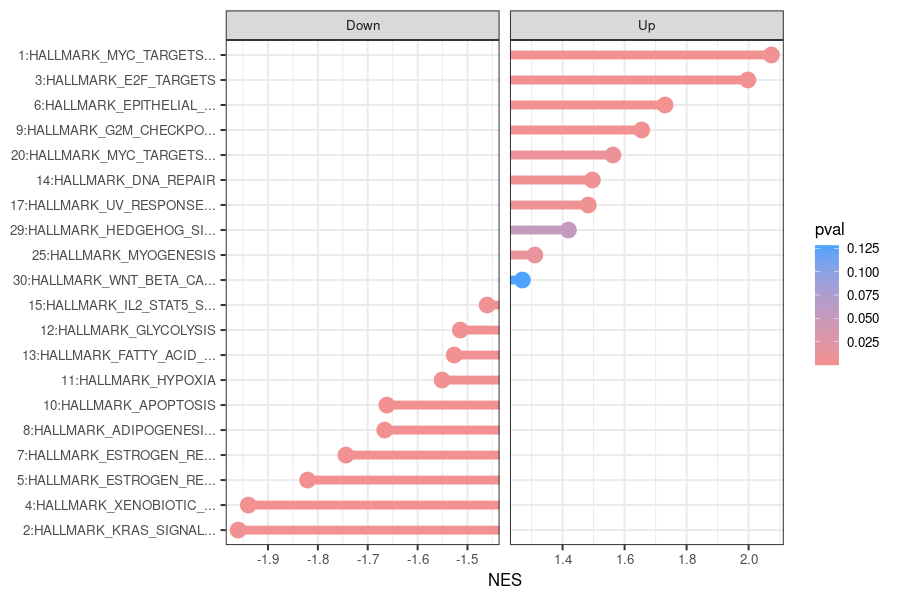 Down
Up
1:HALLMARK_MYC_TARGETS...
3:HALLMARK_E2F_TARGETS
6:HALLMARK_EPITHELIAL_...
9:HALLMARK_G2M_CHECKPO...
20:HALLMARK_MYC_TARGETS...
14:HALLMARK_DNA_REPAIR
17:HALLMARK_UV_RESPONSE...
29:HALLMARK_HEDGEHOG_SI...
25:HALLMARK_MYOGENESIS
30:HALLMARK_WNT_BETA_CA...
15:HALLMARK_IL2_STAT5_S...
12:HALLMARK_GLYCOLYSIS
13:HALLMARK_FATTY_ACID_...
11:HALLMARK_HYPOXIA
10:HALLMARK_APOPTOSIS
8:HALLMARK_ADIPOGENESI...
7:HALLMARK_ESTROGEN_RE...
5:HALLMARK_ESTROGEN_RE...
4:HALLMARK_XENOBIOTIC_...
2:HALLMARK_KRAS_SIGNAL...
-1.9 -1.8 -1.7 -1.6 -1.5
1.4 1.6 1.8 2.0
NES
pval
0.125
0.100
0.075
0.050
0.025